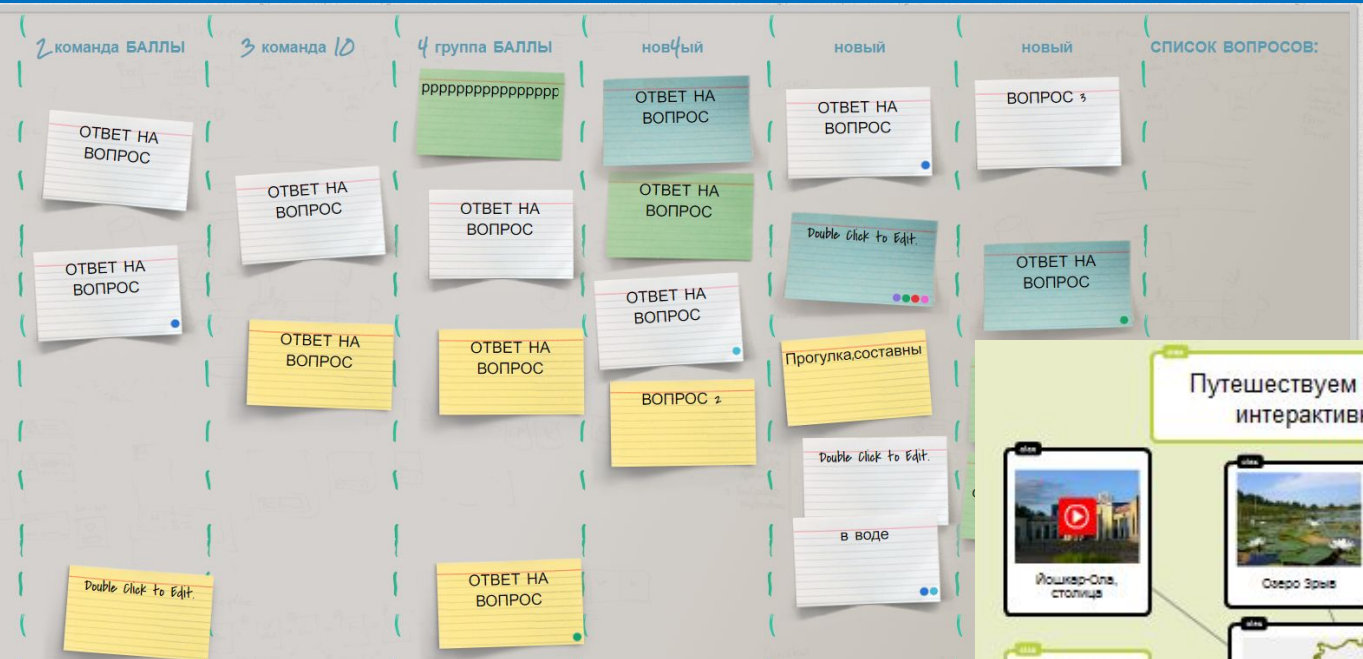 2 команда БАЛЛЫ
3 команда 10
4 группа БАЛЛЫ
нов4ый
новый
новый
СПИСОК ВОПРОСОВ:
ОТВЕТ НА
ВОПРОС
ОТВЕТ НА
ВОПРОС
Double Click to Edit.
ОТВЕТ НА
ВОПРОС
ОТВЕТ НА
ВОПРОС
рррррррррррррррр
ОТВЕТ НА
ВОПРОС
ОТВЕТ НА
ВОПРОС
ОТВЕТ НА
ВОПРОС
ОТВЕТ НА
ВОПРОС
ОТВЕТ НА
ВОПРОС
ОТВЕТ НА
ВОПРОС
ВОПРОС 2
ОТВЕТ НА
ВОПРОС
Double Click to Edit.
Прогулка,составны
Double Click to Edit.
в воде
ВОПРОС 3
ОТВЕТ НА
ВОПРОС
Путешествуем
интерактивн
Йошкар-Ола,
столица
Озеро Зрыв